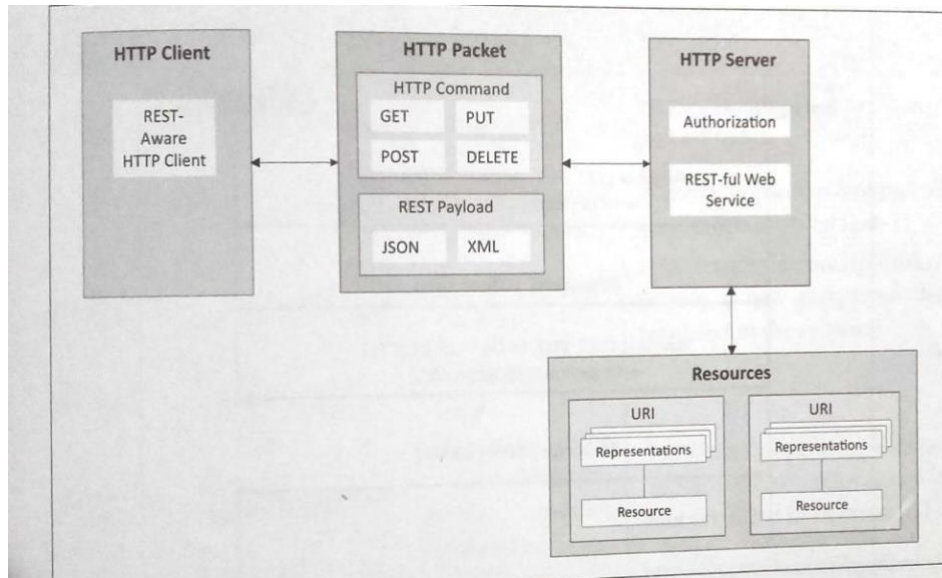 HTTP Client
REST-
Aware
HTTP Client
HTTP Packet
HTTP Command
GET
PUT
POST
DELETE
REST Payload
JSON
XML
HTTP Server
Authorization
REST-ful Web
Service
Resources
URI
Representations
Resource
URI
Representations
Resource